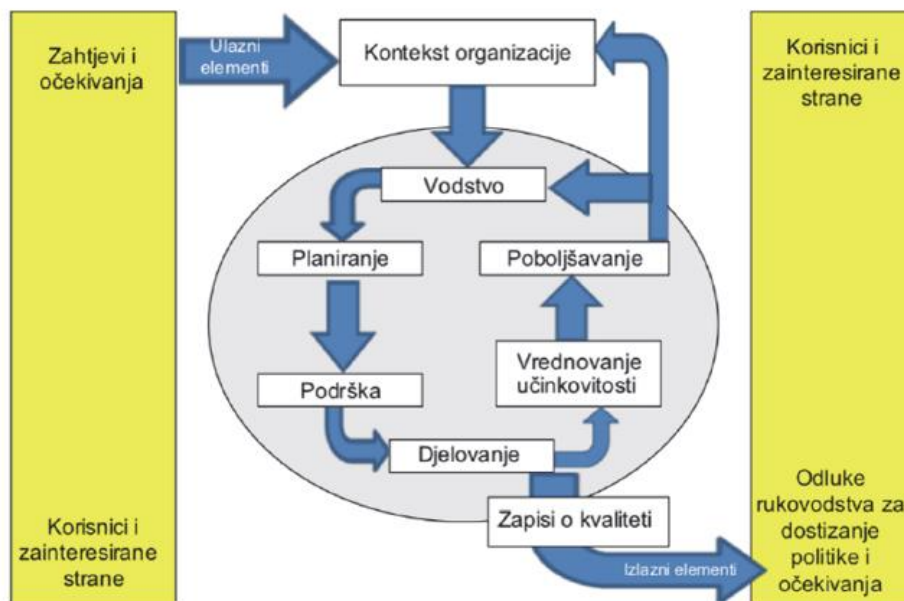 Zahtjevi i
očekivanja
Korisnici i
zainteresirane
strane
Ulazni
elementi
Kontekst organizacije
Vodstvo
Planiranje
Poboljšavanje
Podrška
Vrednovanje
učinkovitosti
Djelovanje
Zapisi o kvaliteti
Izlazni elementi
Korisnici i
zainteresirane
strane
Odluke
rukovodstva za
dostizanje
politike i
očekivanja